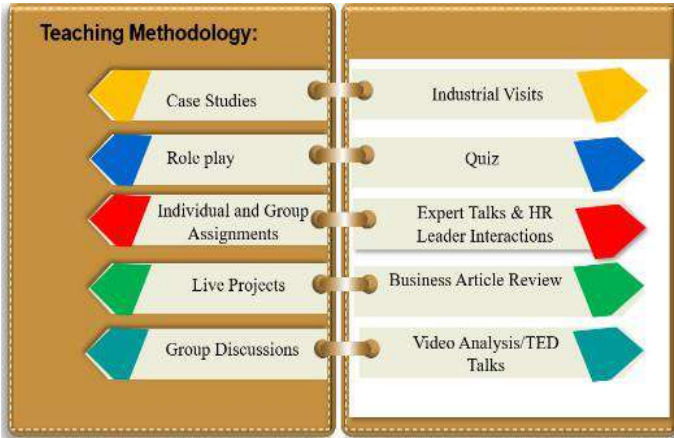 Teaching Methodology:
Case Studies
Role play
Individual and Group
Assignments
Live Projects
Group Discussions
Industrial Visits
Quiz
Expert Talks & HR
Leader Interactions
Business Article Review
Video Analysis/TED
Talks